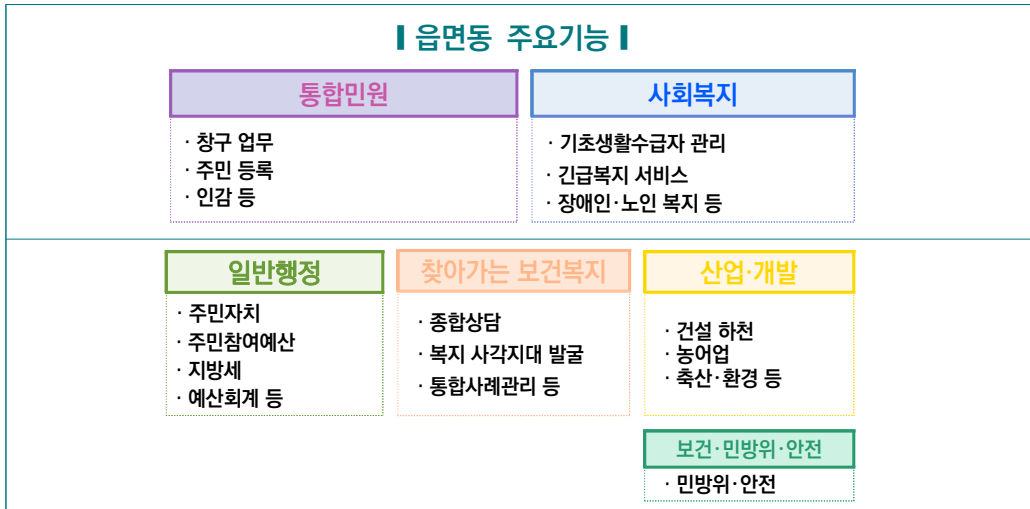 읍면동 주요기능
통합민원
· 창구 업무
· 주민 등록
· 인감 등
사회복지
· 기초생활수급자 관리
· 긴급복지 서비스
· 장애인·노인 복지 등
일반행정
· 주민자치
· 주민참여예산
· 지방세
· 예산회계 등
찾아가는 보건복지
· 종합상담
· 복지 사각지대 발굴
· 통합사례관리 등
산업·개발
· 건설 하천
· 농어업
· 축산·환경 등
보건·민방위·안전
· 민방위·안전